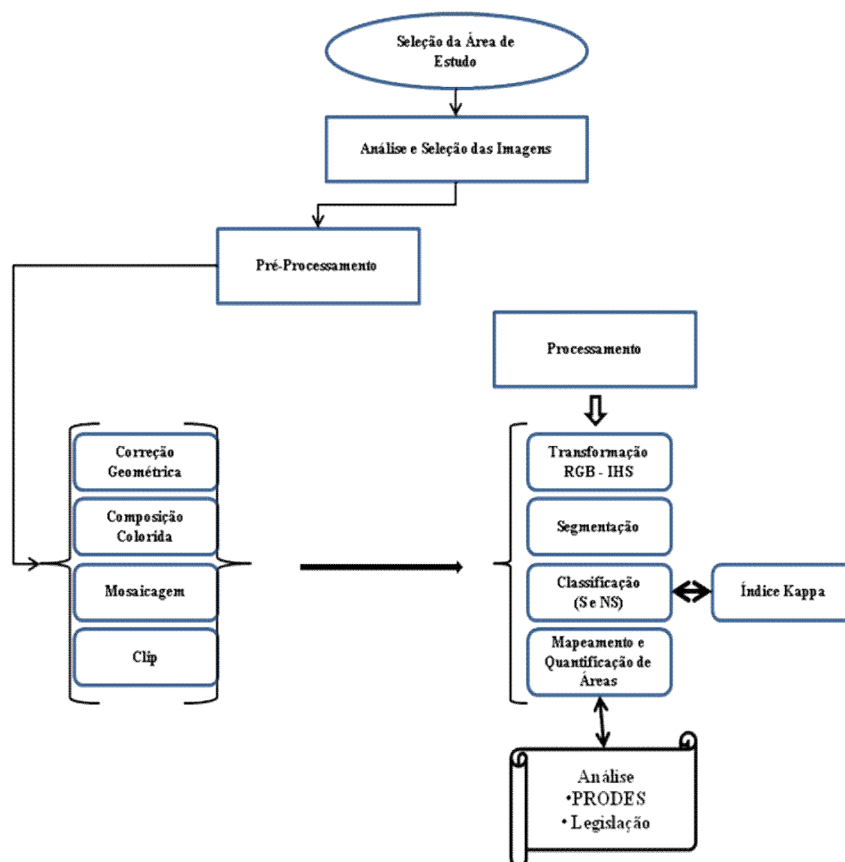 Seleção da Área de
Estudo
Análise e Seleção das Imagens
Pré-Processamento
Processamento
Correção
Geométrica
Composição
Colorida
Mosaicagem
Clip
Transformação
RGB - IHS
Segmentação
Classificação
(S e NS)
Índice Kappa
Mapeamento e
Quantificação de
Áreas
Análise
•PRODES
• Legislação